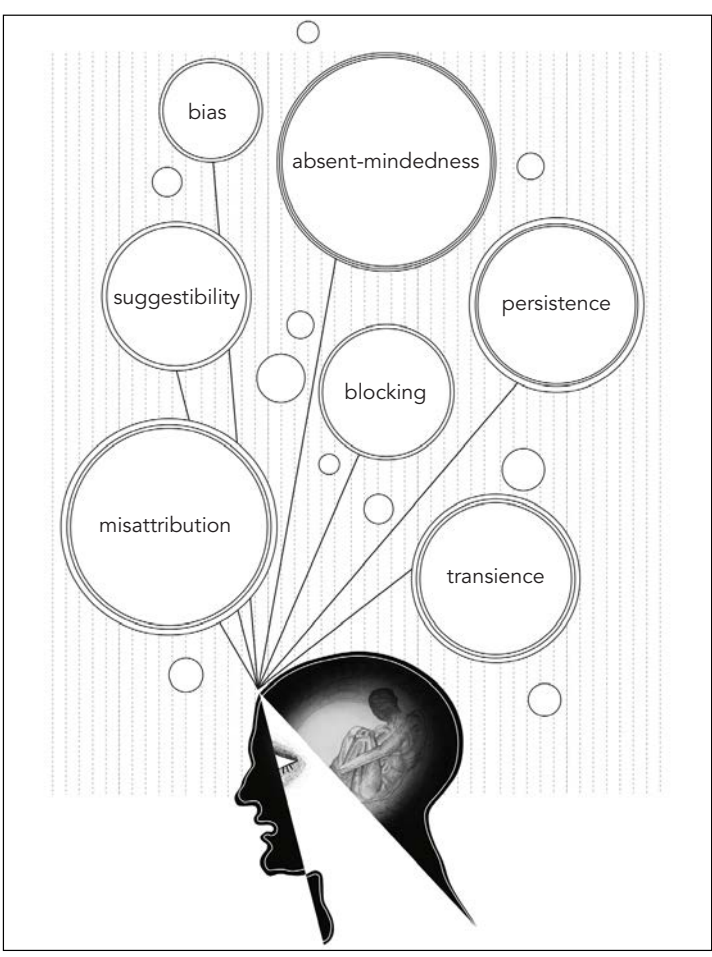 bias
absent-mindedness
suggestibility
persistence
blocking
misattribution
transience